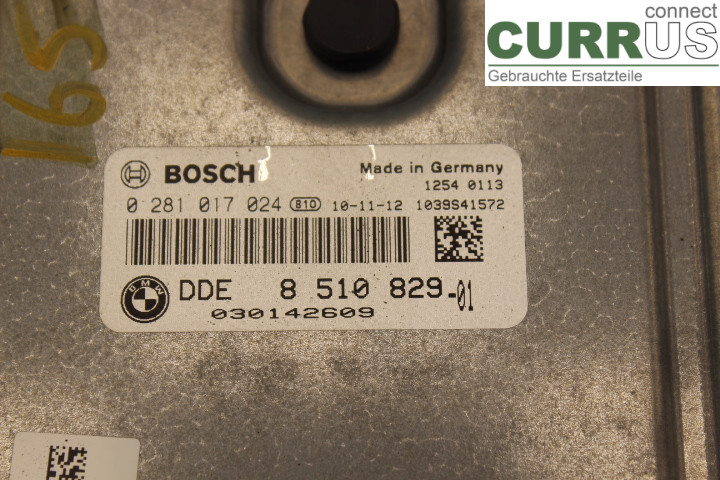 connect
CURRUS
Gebrauchte Ersatzteile
165
BOSCH
Made in Germany
1254 0113
0 281 017 024 810 10-11-12 1039S41572
BMW
DDE 8 510 829-01
030142609